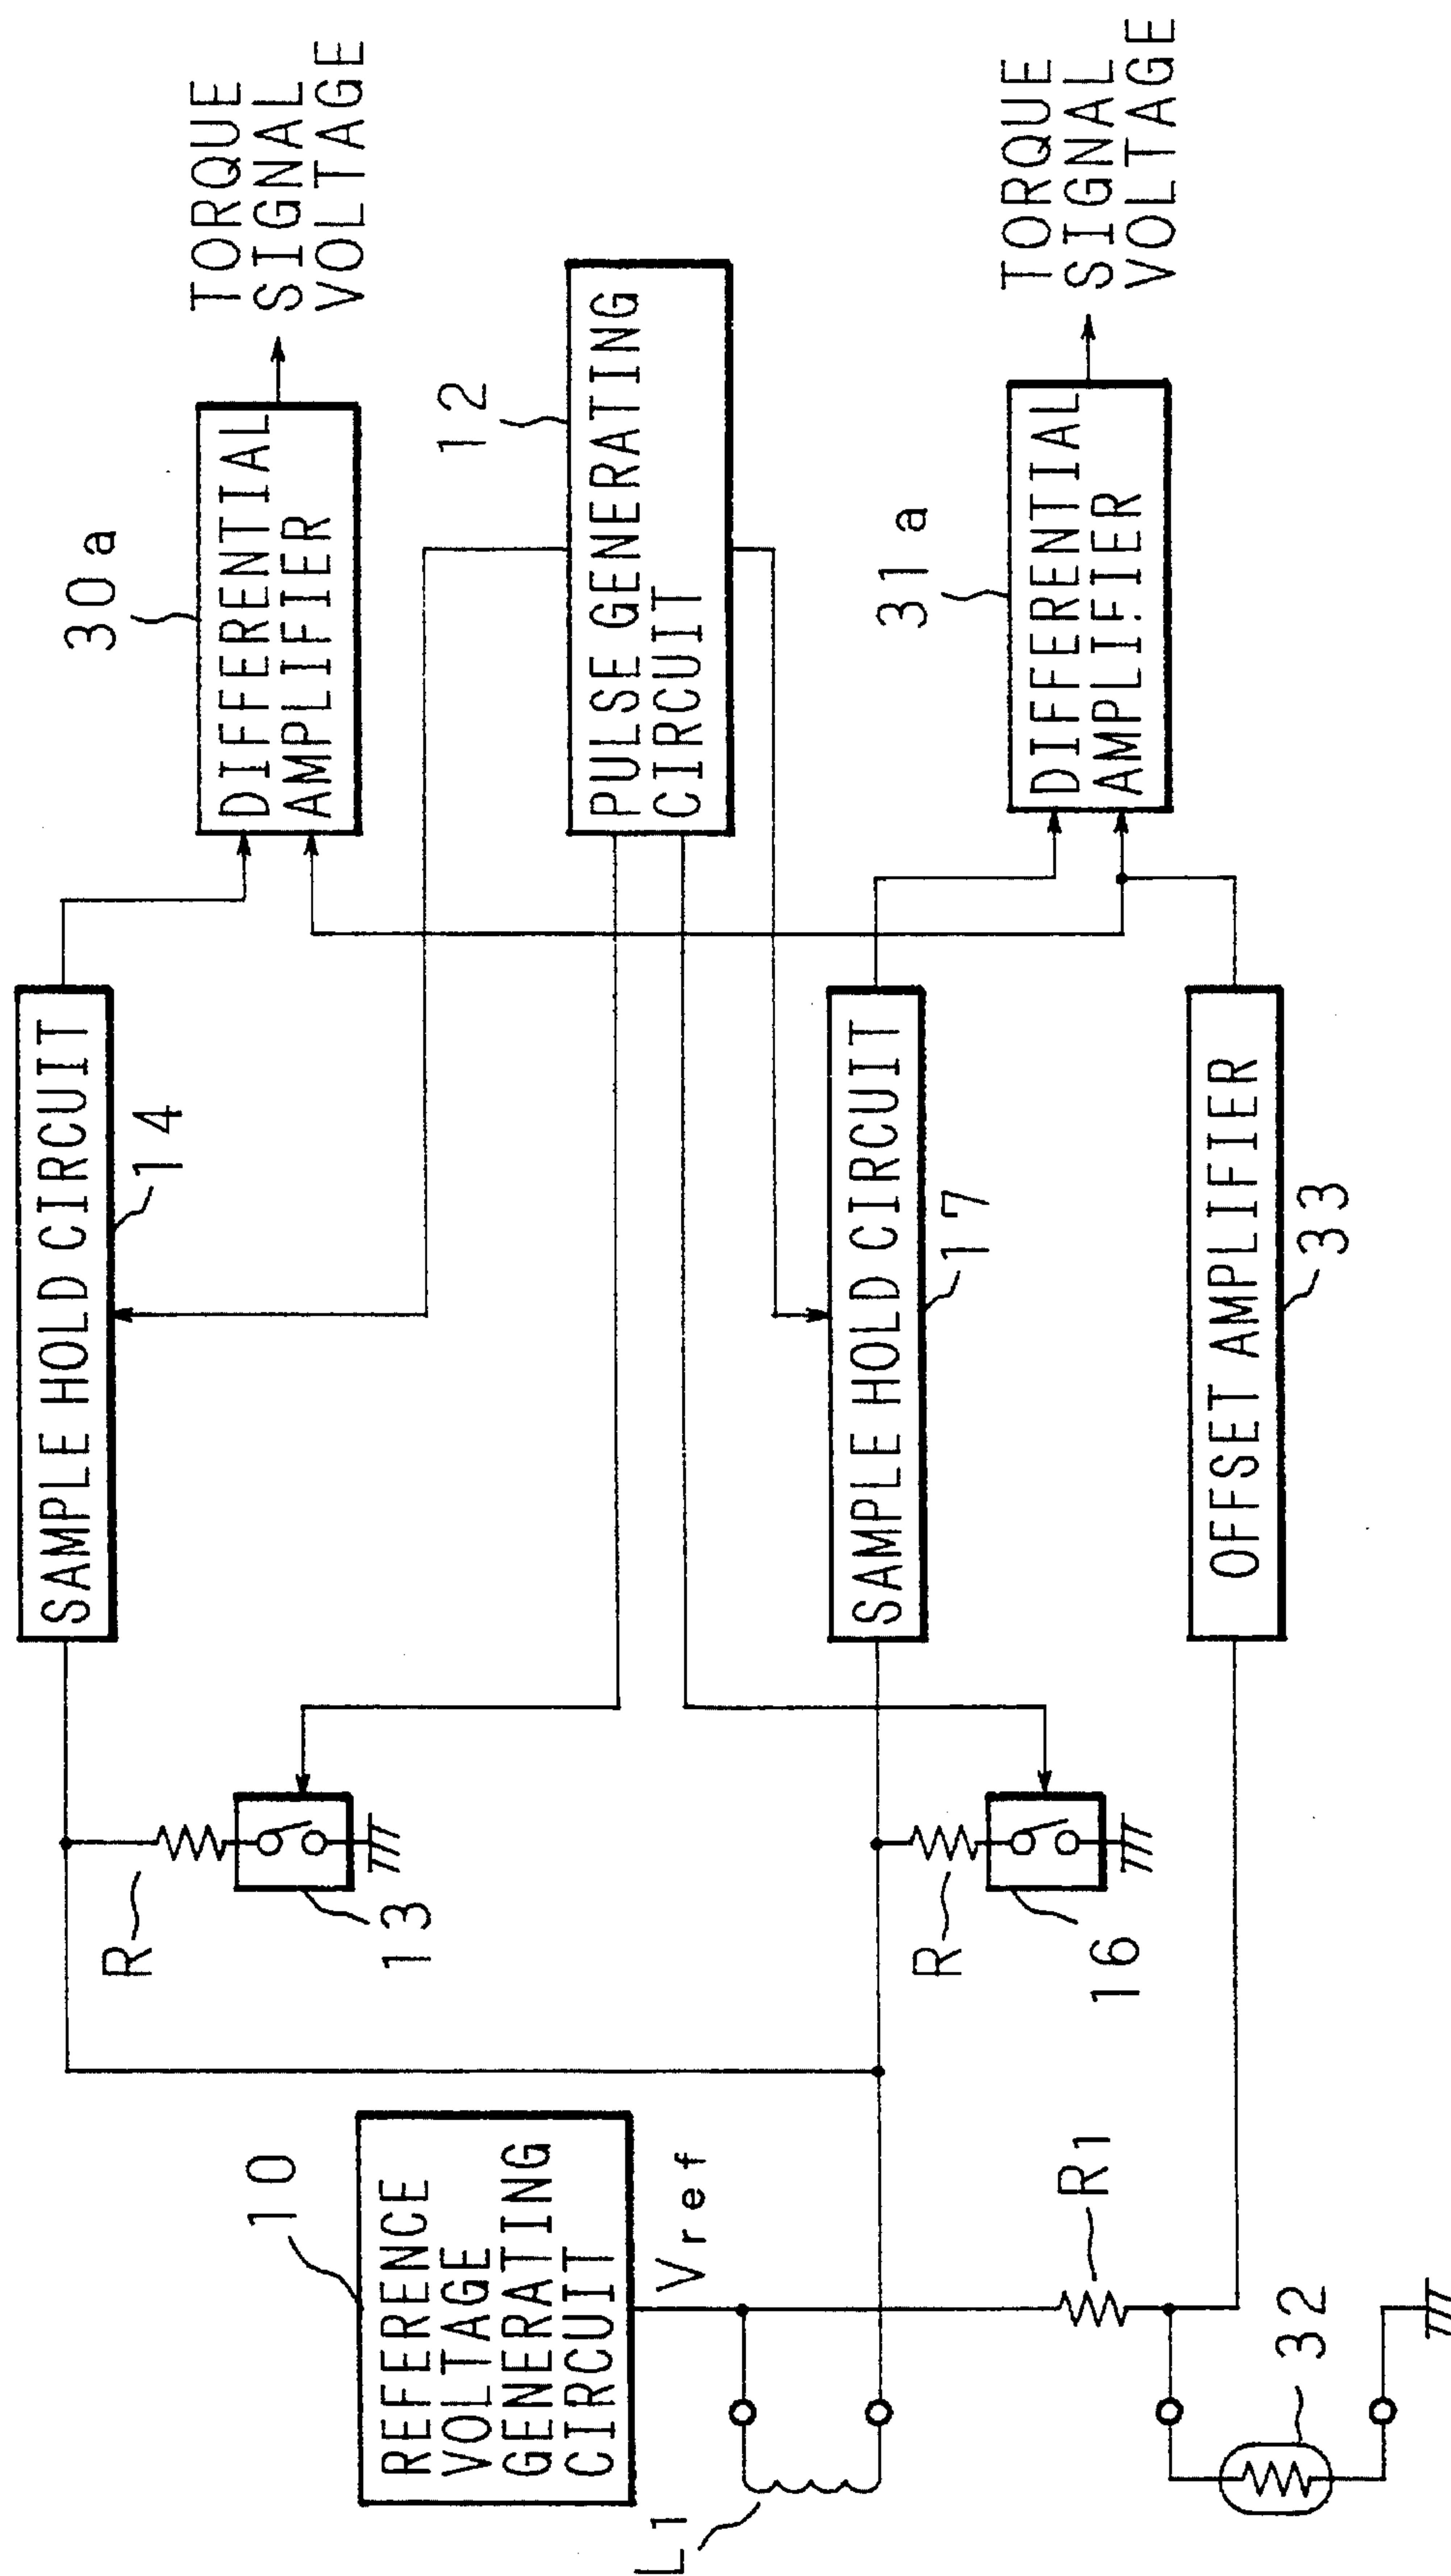 SAMPLE HOLD CIRCUIT
14
DIFFERENTIAL
AMPLIFIER
30a
TORQUE
SIGNAL
VOLTAGE
R
13
REFERENCE
VOLTAGE
GENERATING
CIRCUIT
10
Vref
PULSE GENERATING
CIRCUIT
12
L1
SAMPLE HOLD CIRCUIT
17
R
16
DIFFERENTIAL
AMPLIFIER
31a
TORQUE
SIGNAL
VOLTAGE
R1
OFFSET AMPLIFIER
33
32